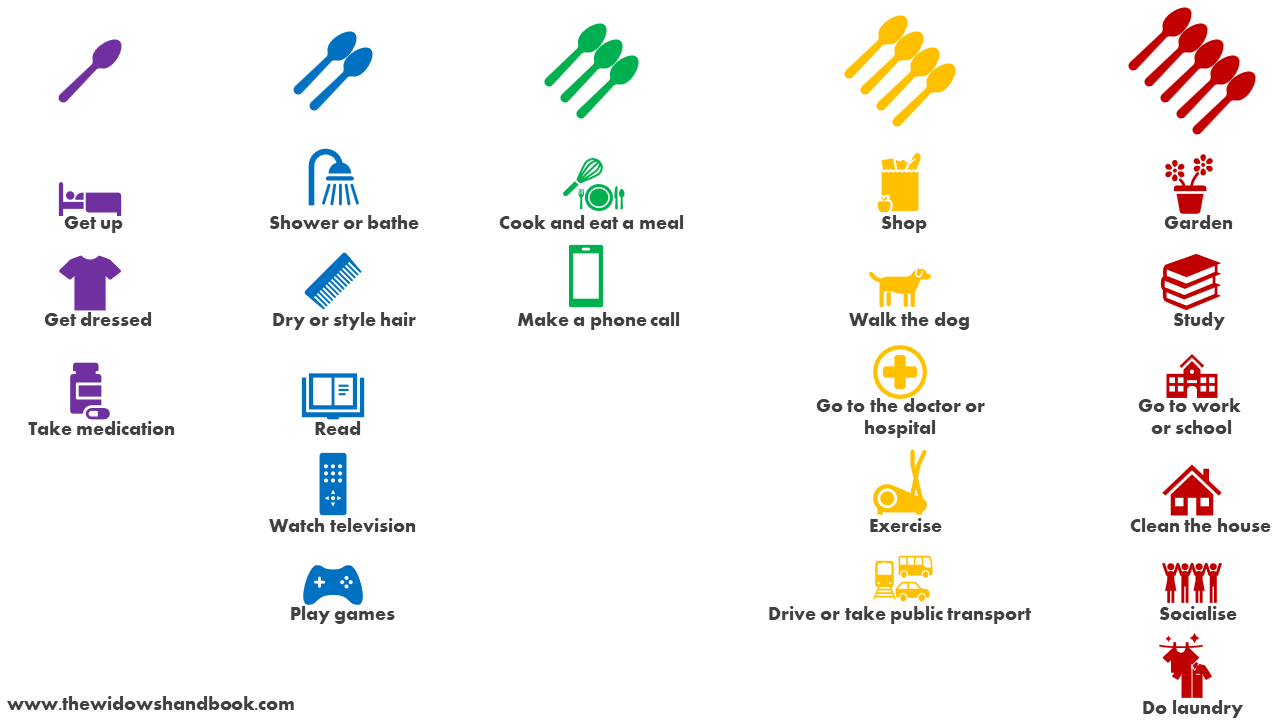 Get up
Shower or bathe
Cook and eat a meal
Shop
Garden
Get dressed
Dry or style hair
Make a phone call
Walk the dog
Study
Take medication
Read
Go to the doctor or
hospital
Go to work
or school
Watch television
Exercise
Clean the house
Play games
Drive or take public transport
Socialise
Do laundry
www.thewidowshandbook.com